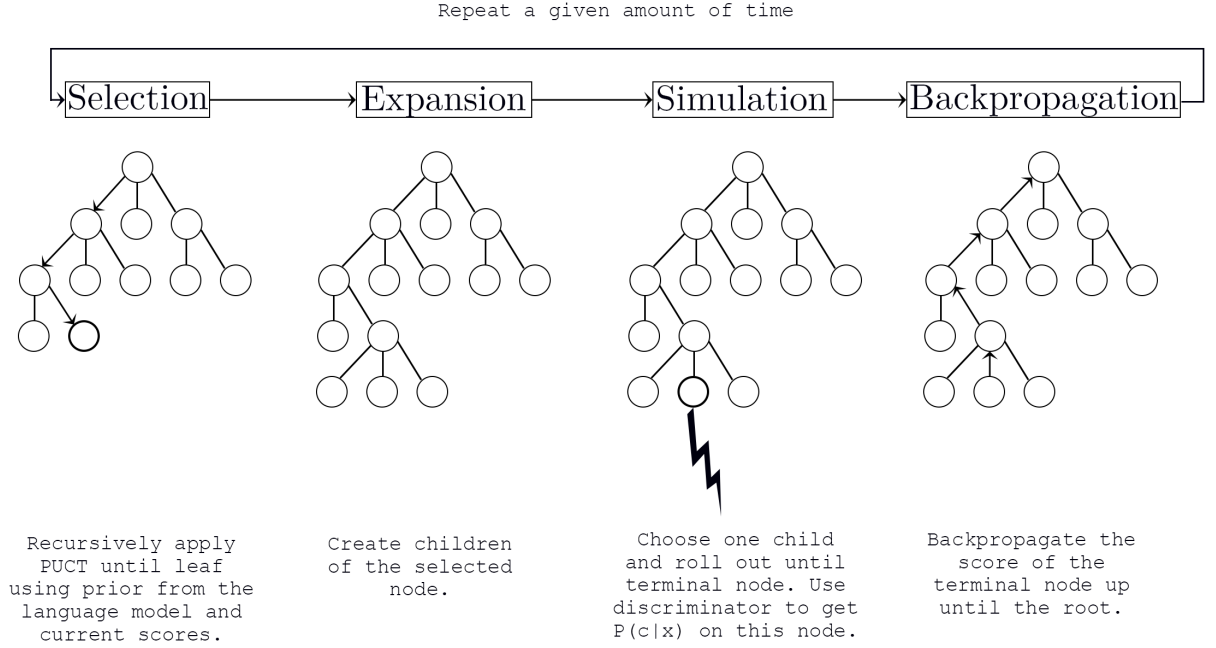 Repeat a given amount of time
Selection
Expansion
Simulation
Backpropagation
Recursively apply
PUCT until leaf
using prior from the
language model and
current scores.
Create children
of the selected
node.
Choose one child
and roll out until
terminal node. Use
discriminator to get
P(c|x) on this node.
Backpropagate the
score of the
terminal node up
until the root.